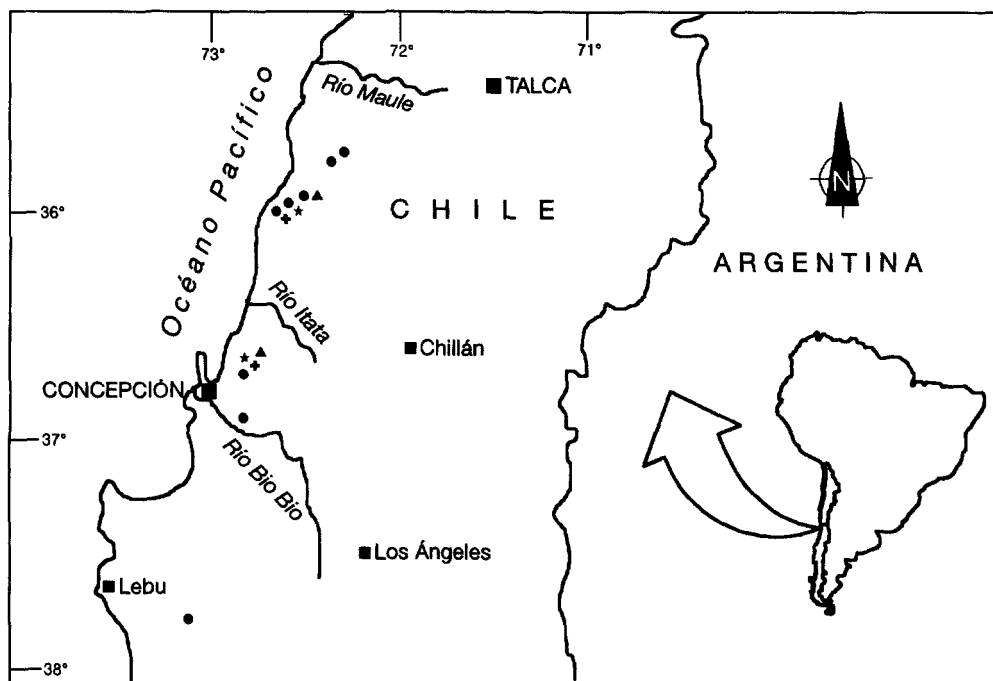 73°
72°
71°
Río Maule
TALCA
Océano Pacífico
36°
C H I L E
N
ARGENTINA
Río Itata
Chillán
CONCEPCIÓN
37°
Río Bio Bio
Los Ángeles
Lebu
38°